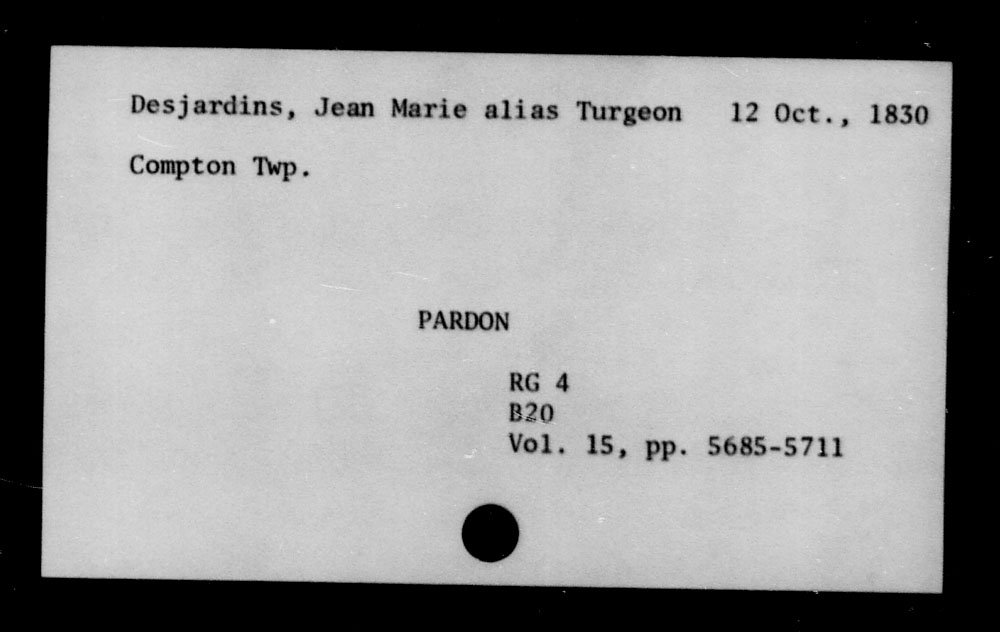 Desjardins, Jean Marie alias Turgeon 12 Oct., 1830
Compton Twp.
PARDON
RG 4
B20
Vol. 15, pp. 5685-5711